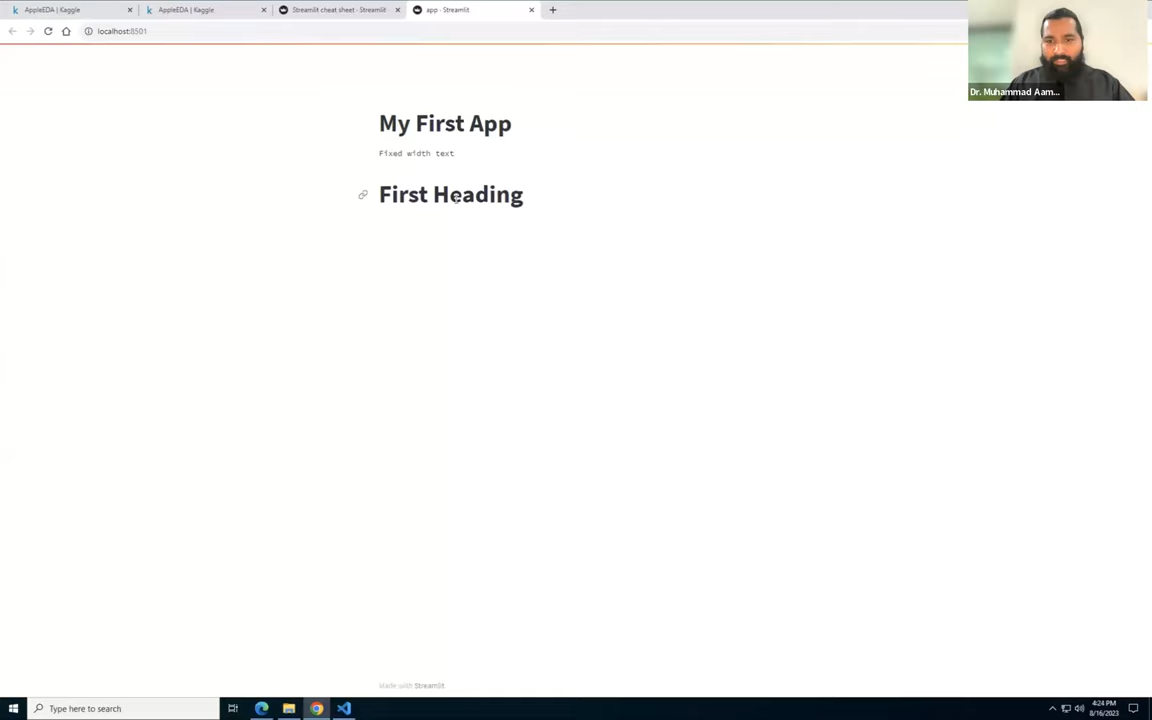 AppleEDA | Kaggle
AppleEDA | Kaggle
Streamlit cheat sheet - Streamlit
app · Streamlit
localhost:8501
Dr. Muhammad Aam...
My First App
Fixed width text
First Heading
Made with Streamlit
Type here to search
4:24 PM
8/16/2023